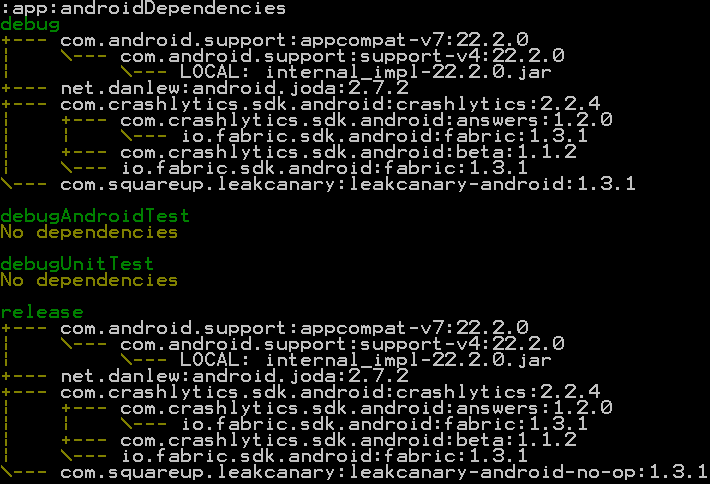 :app:androidDependencies
debug
+--- com.android.support:appcompat-v7:22.2.0
|    \--- com.android.support:support-v4:22.2.0
|         \--- LOCAL: internal_impl-22.2.0.jar
+--- net.danlew:android.joda:2.7.2
+--- com.crashlytics.sdk.android:crashlytics:2.2.4
|    +--- com.crashlytics.sdk.android:answers:1.2.0
|    |    \--- io.fabric.sdk.android:fabric:1.3.1
|    +--- com.crashlytics.sdk.android:beta:1.1.2
|    \--- io.fabric.sdk.android:fabric:1.3.1
\--- com.squareup.leakcanary:leakcanary-android:1.3.1
debugAndroidTest
No dependencies
debugUnitTest
No dependencies
release
+--- com.android.support:appcompat-v7:22.2.0
|    \--- com.android.support:support-v4:22.2.0
|         \--- LOCAL: internal_impl-22.2.0.jar
+--- net.danlew:android.joda:2.7.2
+--- com.crashlytics.sdk.android:crashlytics:2.2.4
|    +--- com.crashlytics.sdk.android:answers:1.2.0
|    |    \--- io.fabric.sdk.android:fabric:1.3.1
|    +--- com.crashlytics.sdk.android:beta:1.1.2
|    \--- io.fabric.sdk.android:fabric:1.3.1
\--- com.squareup.leakcanary:leakcanary-android-no-op:1.3.1